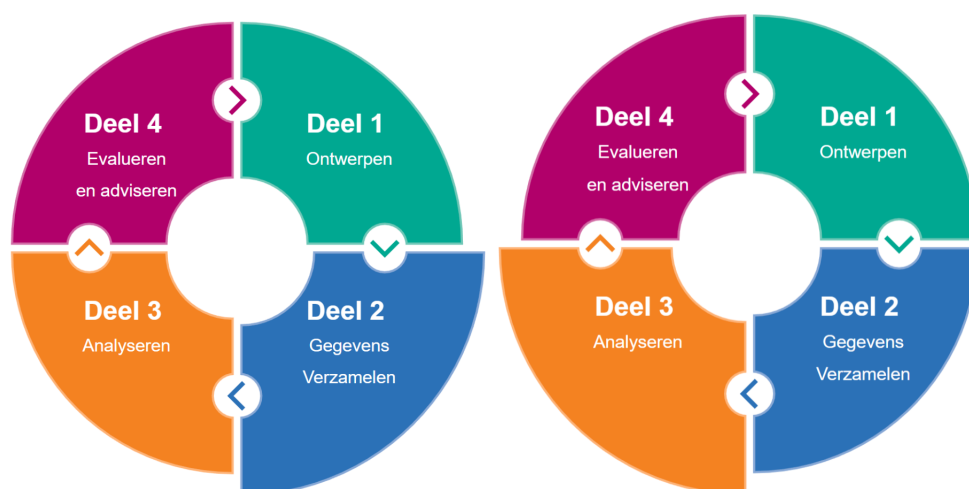 Deel 4
Evalueren
en adviseren
Deel 1
Ontwerpen
Deel 3
Analyseren
Deel 2
Gegevens
Verzamelen
Deel 4
Evalueren
en adviseren
Deel 1
Ontwerpen
Deel 3
Analyseren
Deel 2
Gegevens
Verzamelen